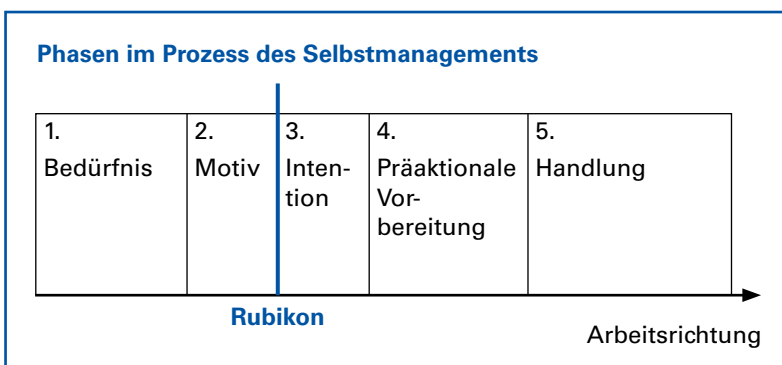 Phasen im Prozess des Selbstmanagements
1.
Bedürfnis
2.
Motiv
3.
Inten-
tion
4.
Präaktionale
Vor-
bereitung
5.
Handlung
Rubikon
Arbeitsrichtung